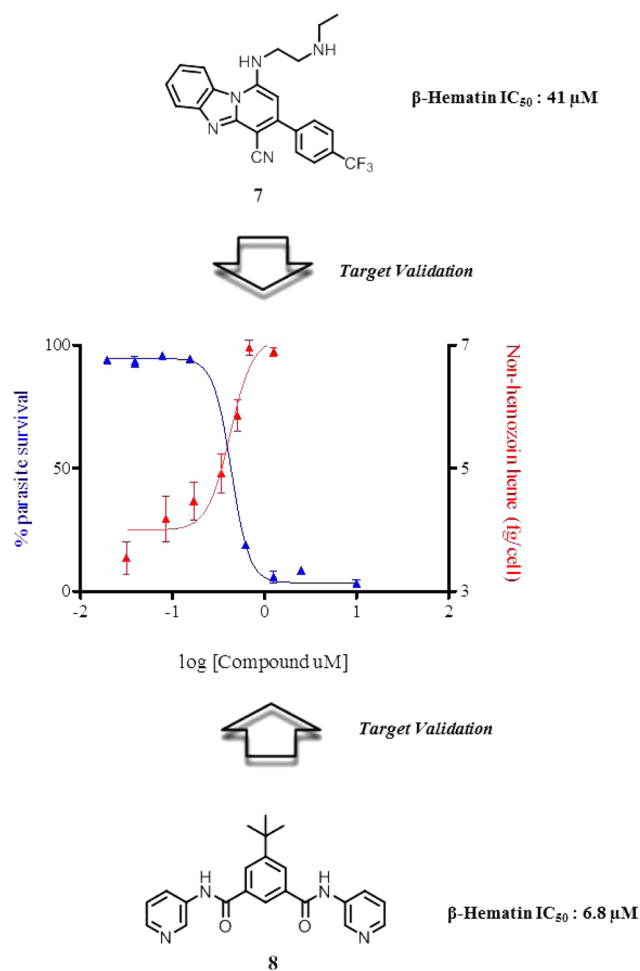 HN
NH
N
N
CN
CF3
β-Hematin IC50 : 41 μM
7
Target Validation
100
50
0
% parasite survival
7
5
3
Non-hemozoin heme (fg/cell)
-2 -1 0 1 2
log [Compound uM]
Target Validation
H
N
O
H
N
O
N
N
β-Hematin IC50 : 6.8 μM
8